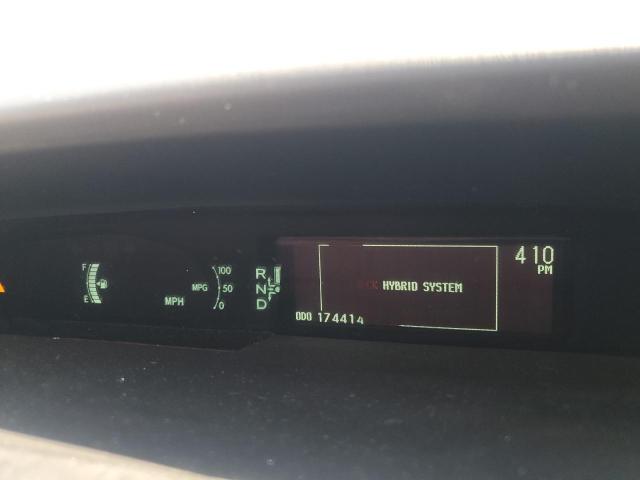 F
E
MPH
MPG
100
50
0
R
N
D
HYBRID SYSTEM
ODO 174414
410
PM